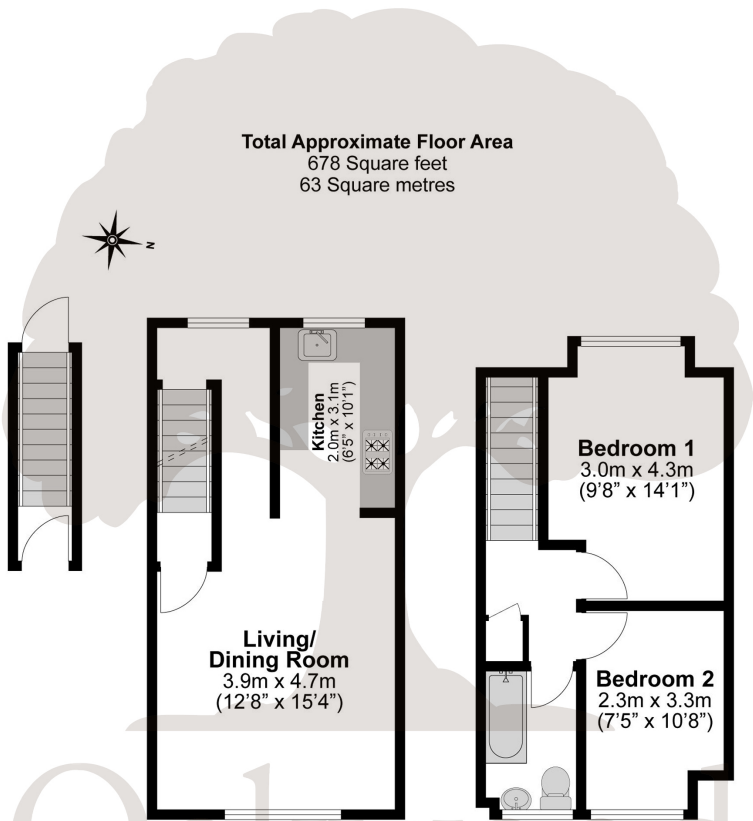 Total Approximate Floor Area
678 Square feet
63 Square metres
N
Kitchen
2.0m x 3.1m
(6'5" x 10'1")
Living/
Dining Room
3.9m x 4.7m
(12'8" x 15'4")
Bedroom 1
3.0m x 4.3m
(9'8" x 14'1")
Bedroom 2
2.3m x 3.3m
(7'5" x 10'8")